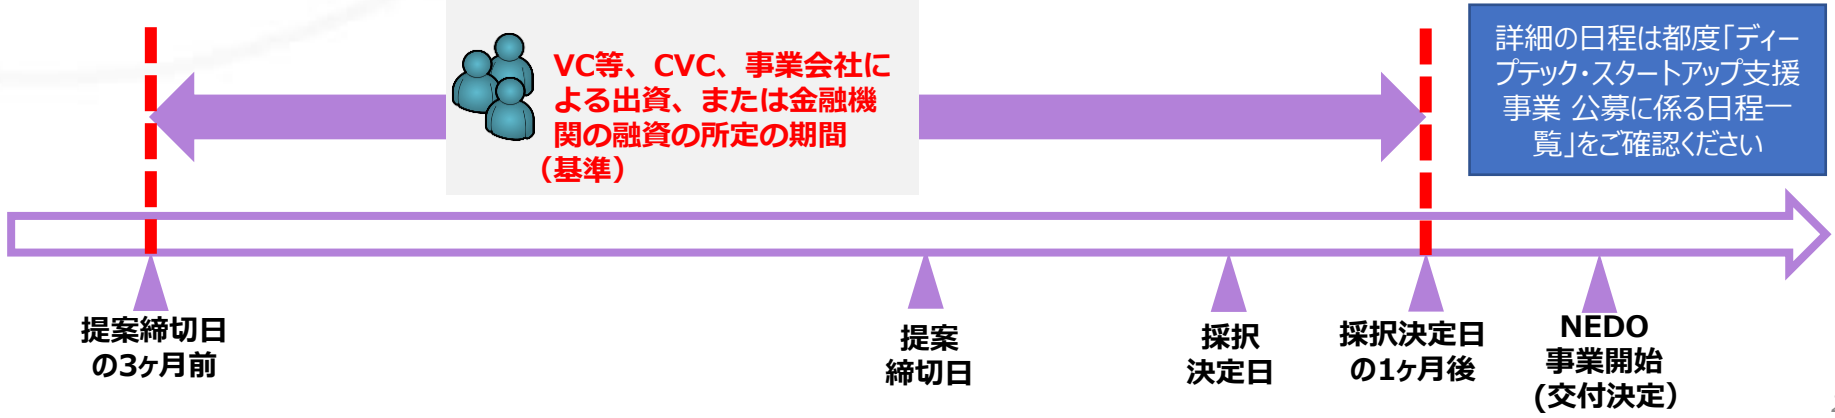 VC等、CVC、事業会社に
よる出資、または金融機
関の融資の所定の期間
（基準）
詳細の日程は都度「ディー
プテック・スタートアップ支援
事業 公募に係る日程一
覧」をご確認ください
提案締切日
の3ヶ月前
提案
締切日
採択
決定日
採択決定日
の1ヶ月後
NEDO
事業開始
(交付決定）